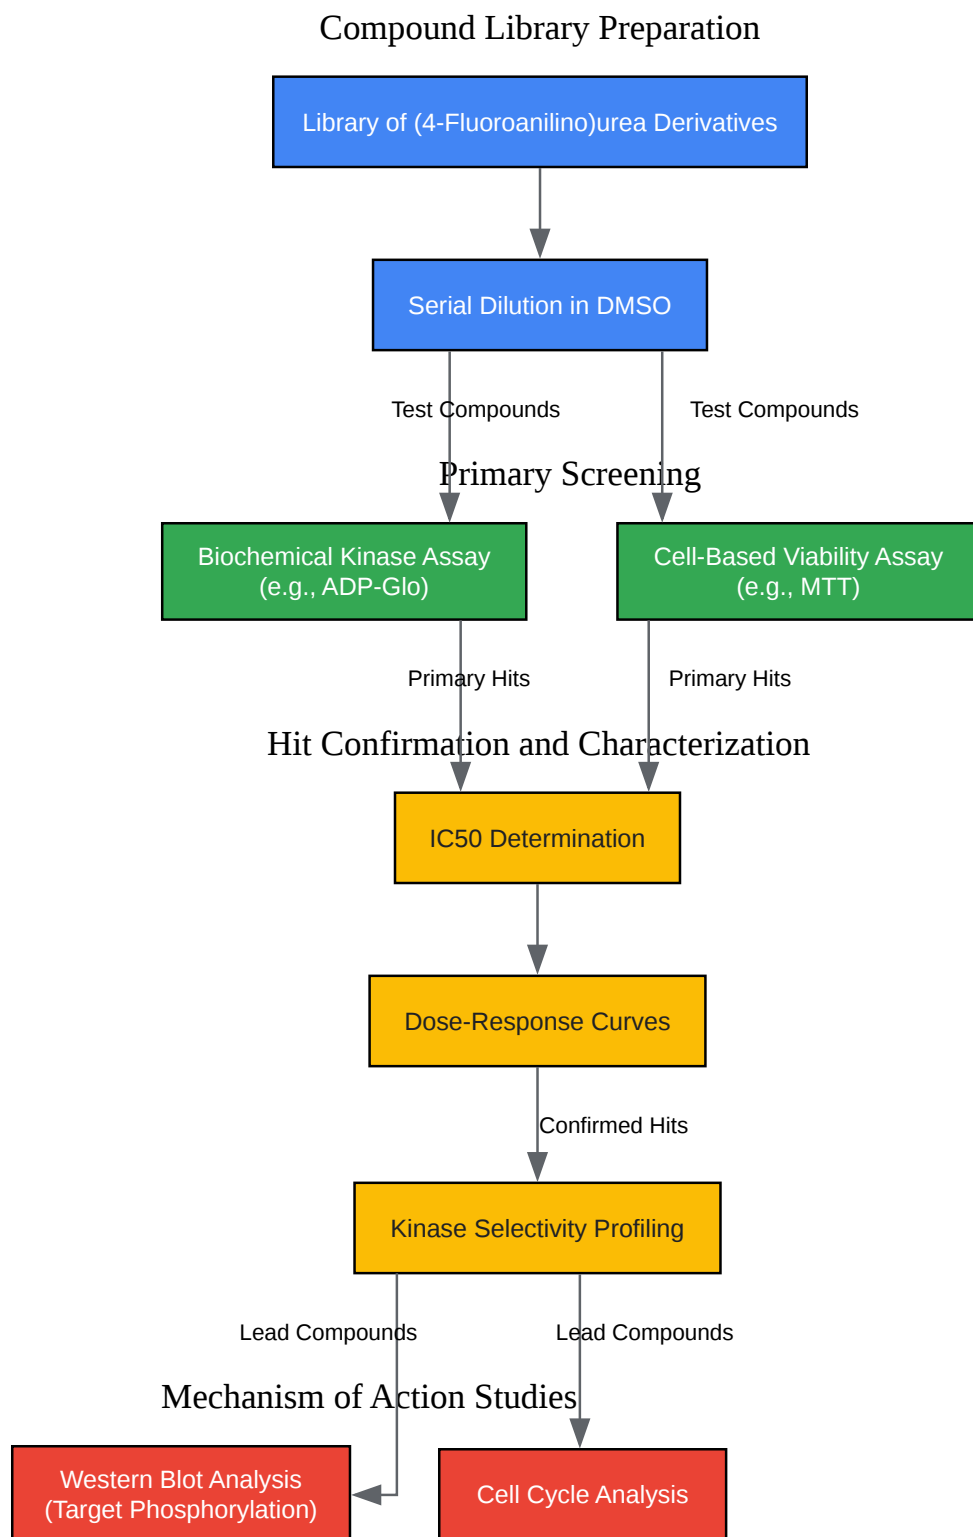 Compound Library Preparation
Library of (4-Fluoroanilino)urea Derivatives
Serial Dilution in DMSO
Test Compounds
Test Compounds
Primary Screening
Biochemical Kinase Assay
(e.g., ADP-Glo)
Cell-Based Viability Assay
(e.g., MTT)
Primary Hits
Primary Hits
Hit Confirmation and Characterization
IC50 Determination
Dose-Response Curves
Confirmed Hits
Kinase Selectivity Profiling
Lead Compounds
Lead Compounds
Mechanism of Action Studies
Western Blot Analysis
(Target Phosphorylation)
Cell Cycle Analysis